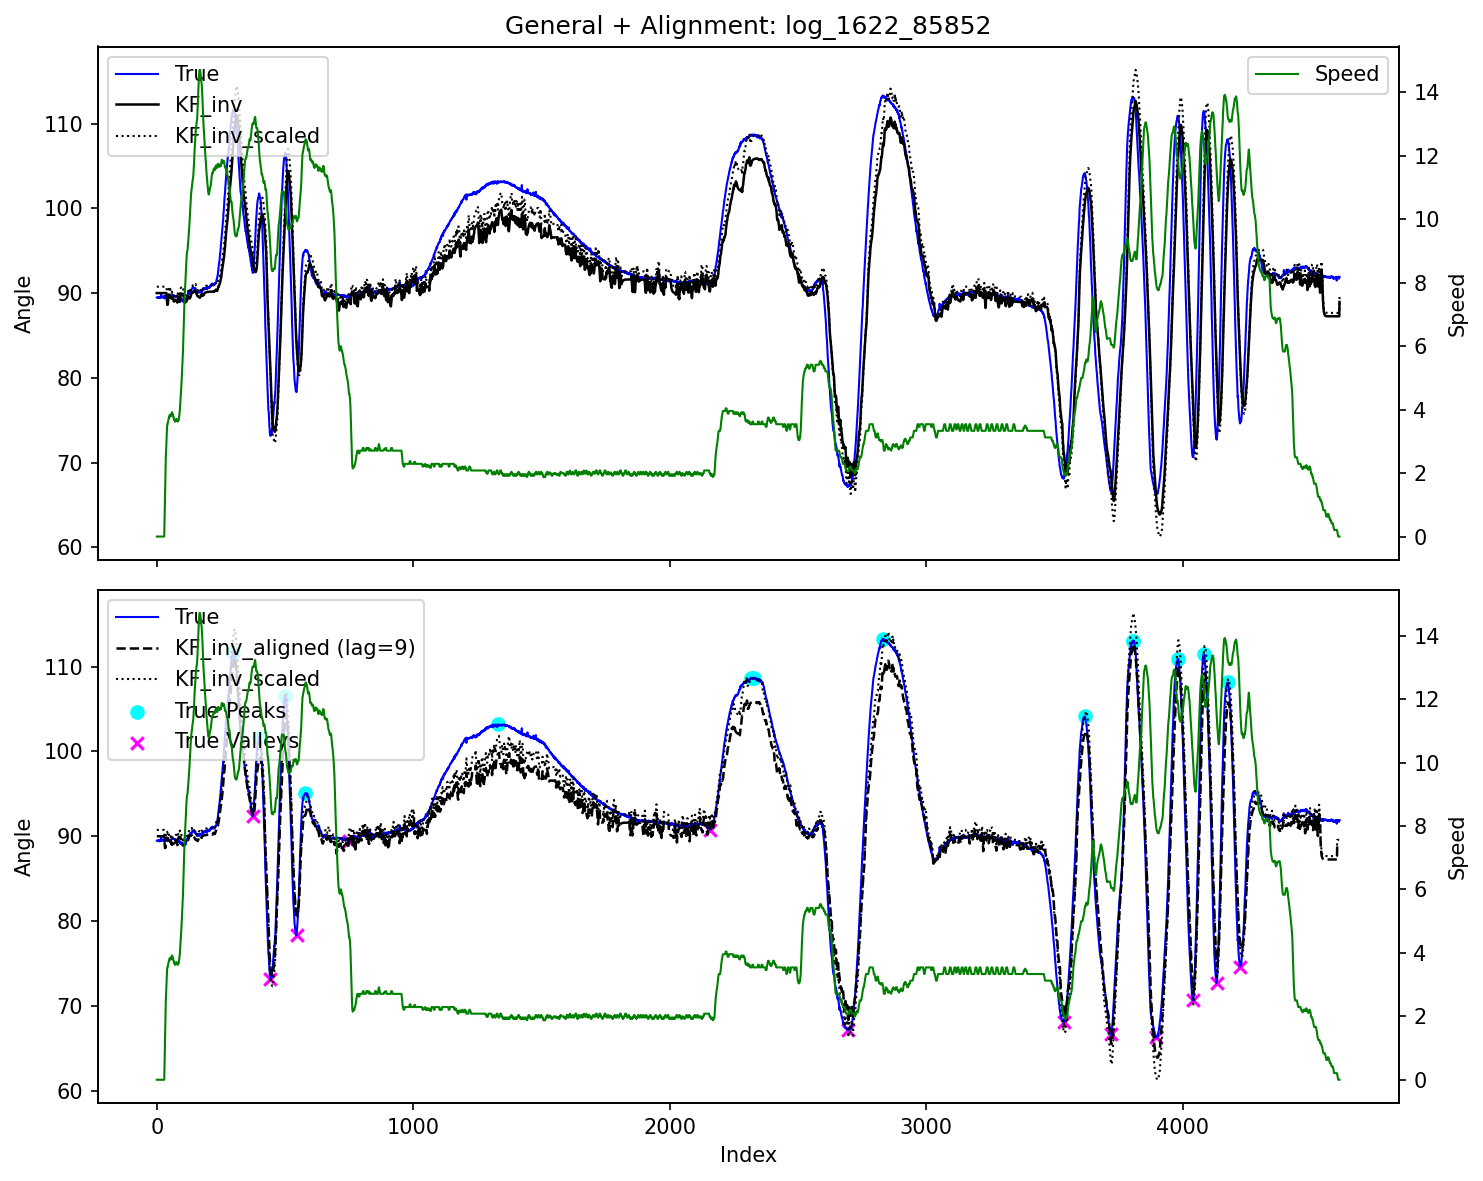 General + Alignment: log_1622_85852
True
KF_inv
KF_inv_scaled
Speed
110
100
90
80
70
60
Angle
14
12
10
8
6
4
2
0
Speed
True
KF_inv_aligned (lag=9)
KF_inv_scaled
True Peaks
True Valleys
110
100
90
80
70
60
Angle
14
12
10
8
6
4
2
0
Speed
0
1000
2000
3000
4000
Index